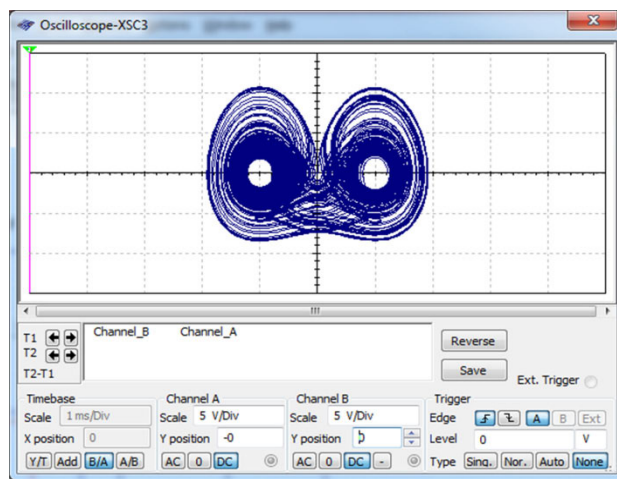 Oscilloscope-XSC3
Channel_B Channel_A
T1
T2
T2-T1
Reverse
Save
Ext. Trigger
Timebase
Scale 1 ms/Div
X position 0
Y/T Add B/A A/B
Channel A
Scale 5 V/Div
Y position -0
AC 0 DC
Channel B
Scale 5 V/Div
Y position
AC 0 DC -
Trigger
Edge A B Ext
Level 0 V
Type Sing. Nor. Auto None